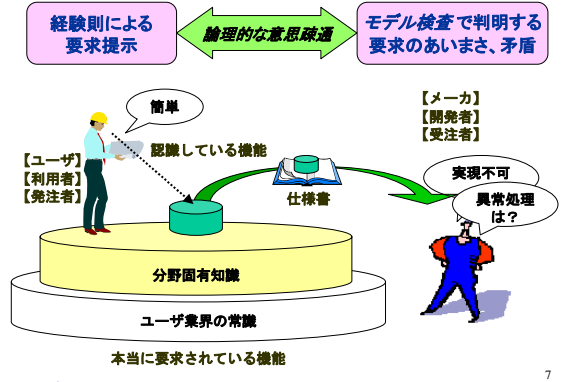 経験則による
要求提示
論理的な意思疎通
モデル検査で判明する
要求のあいまさ、矛盾
簡単
【メーカ】
【開発者】
【受注者】
【ユーザ】
【利用者】
【発注者】
認識している機能
仕様書
実現不可
異常処理
は?
分野固有知識
ユーザ業界の常識
本当に要求されている機能
7